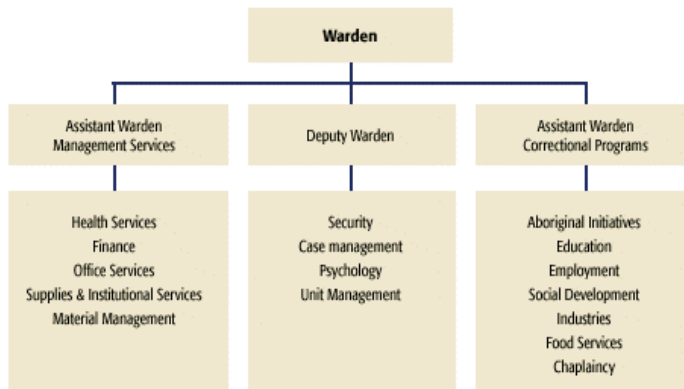 Warden
Assistant Warden
Management Services
Deputy Warden
Assistant Warden
Correctional Programs
Health Services
Finance
Office Services
Supplies & Institutional Services
Material Management
Security
Case management
Psychology
Unit Management
Aboriginal Initiatives
Education
Employment
Social Development
Industries
Food Services
Chaplaincy